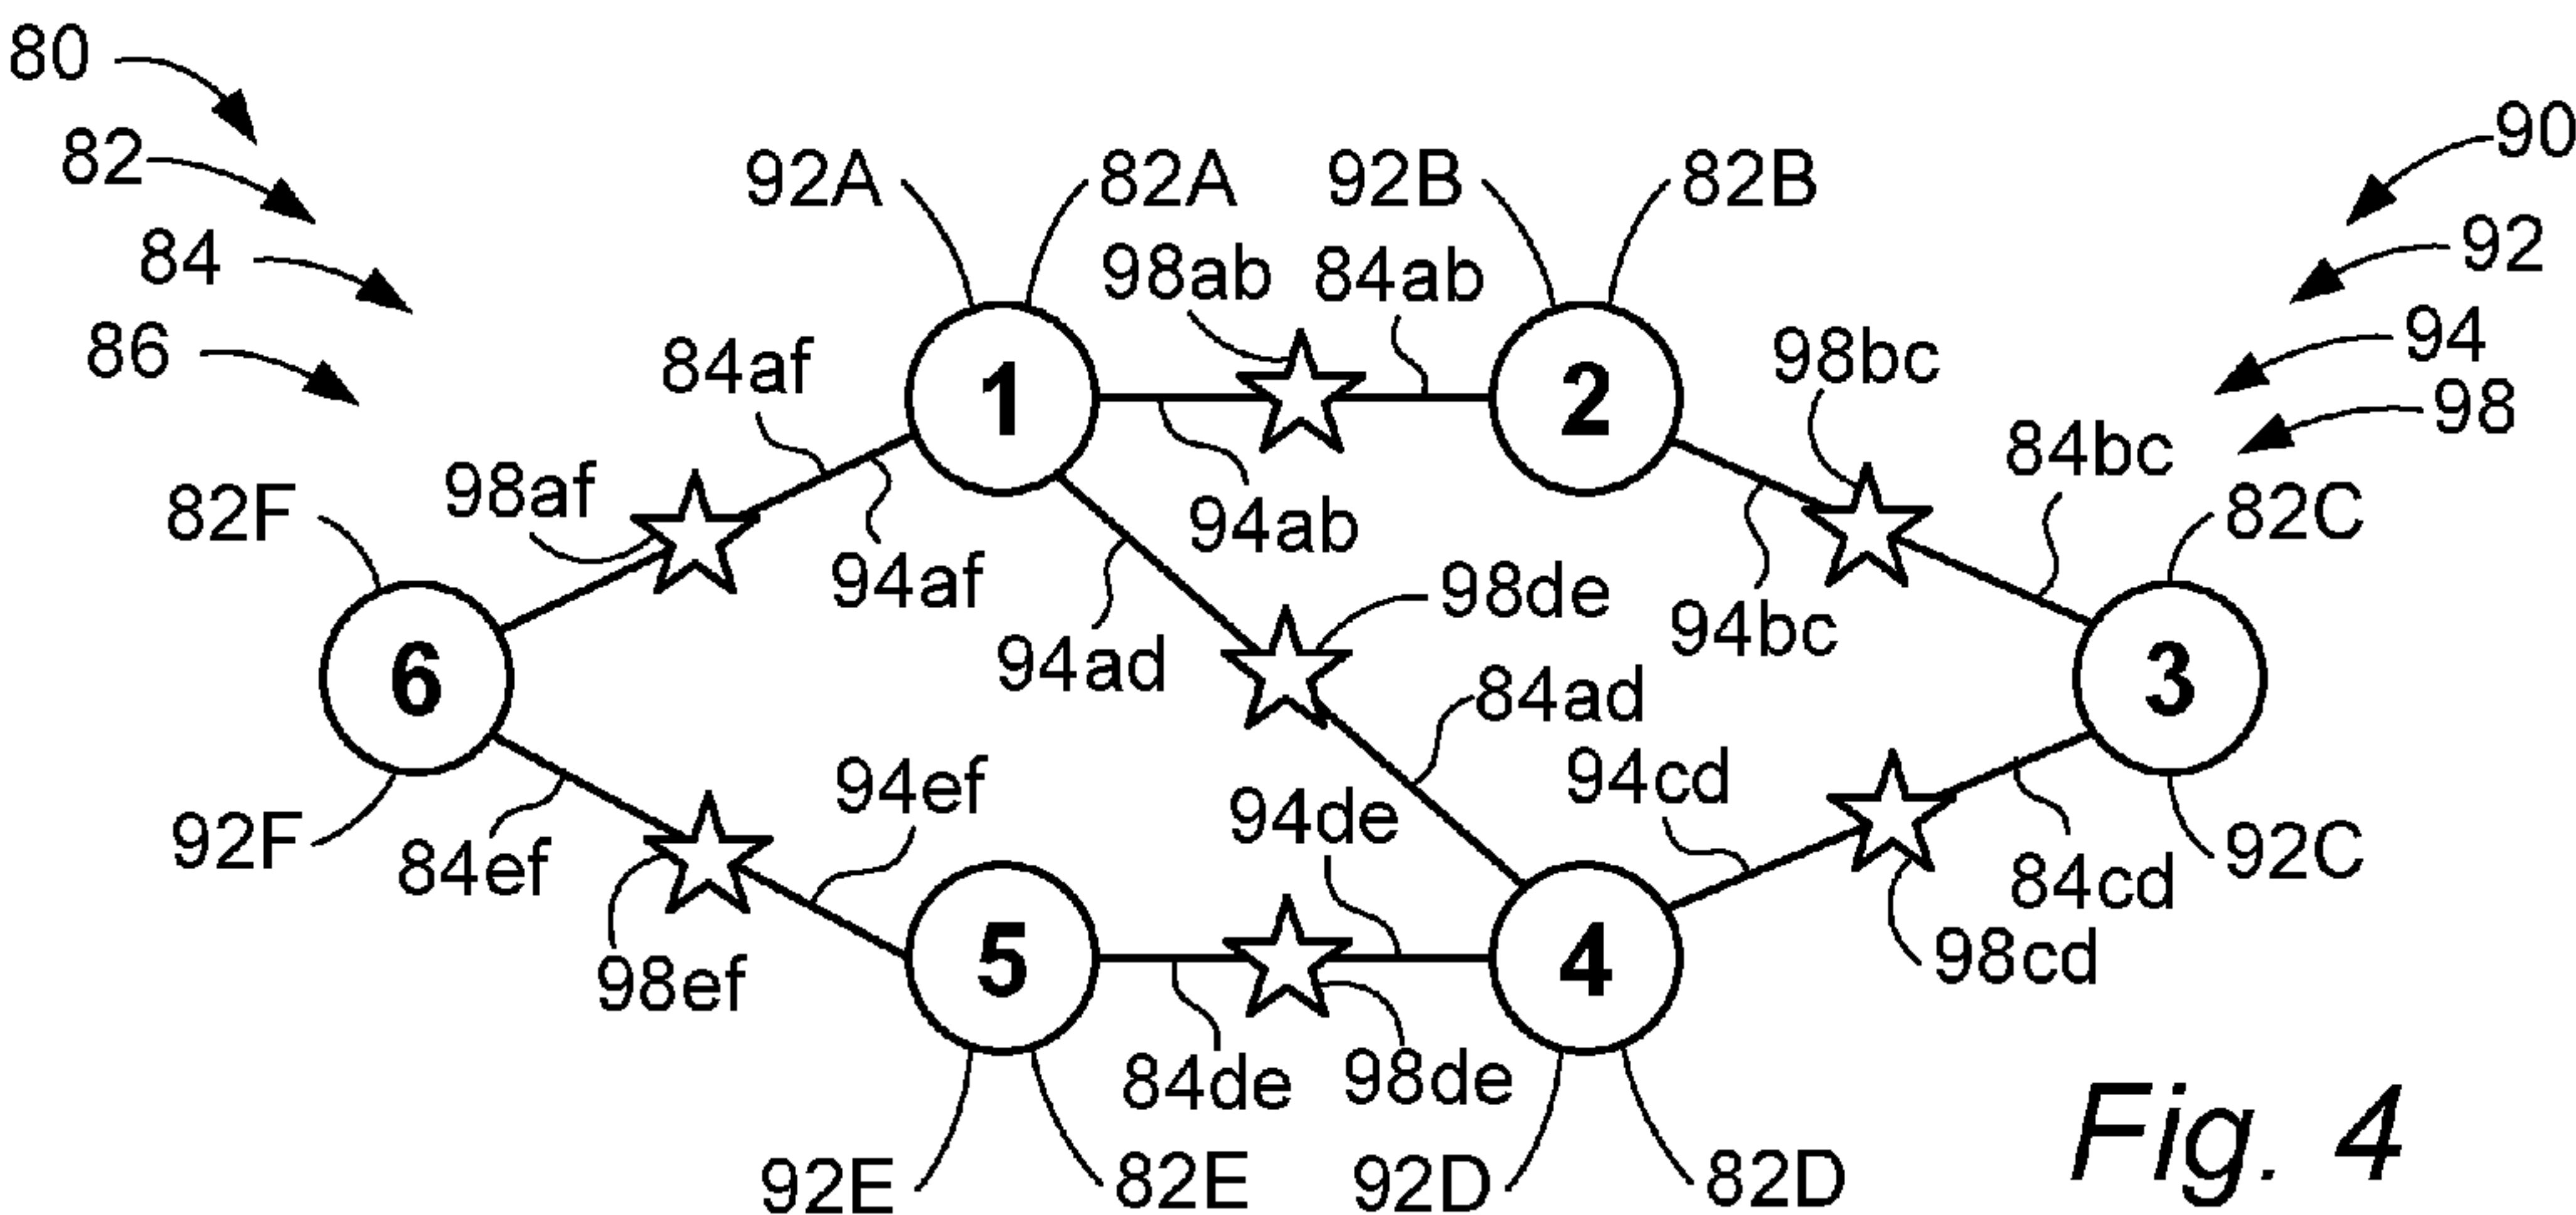 80
82
84
86
90
92
94
98
92A 82A 92B 82B
98ab 84ab
84af 1 2 98bc
98af 84bc
82F 94af 94ab 82C
94ad 98de 94bc
6 3
84ad
92F 94ef 94de 94cd 92C
84ef 84cd
98ef 5 4 98cd
84de 98de
92E 82E 92D 82D
Fig. 4